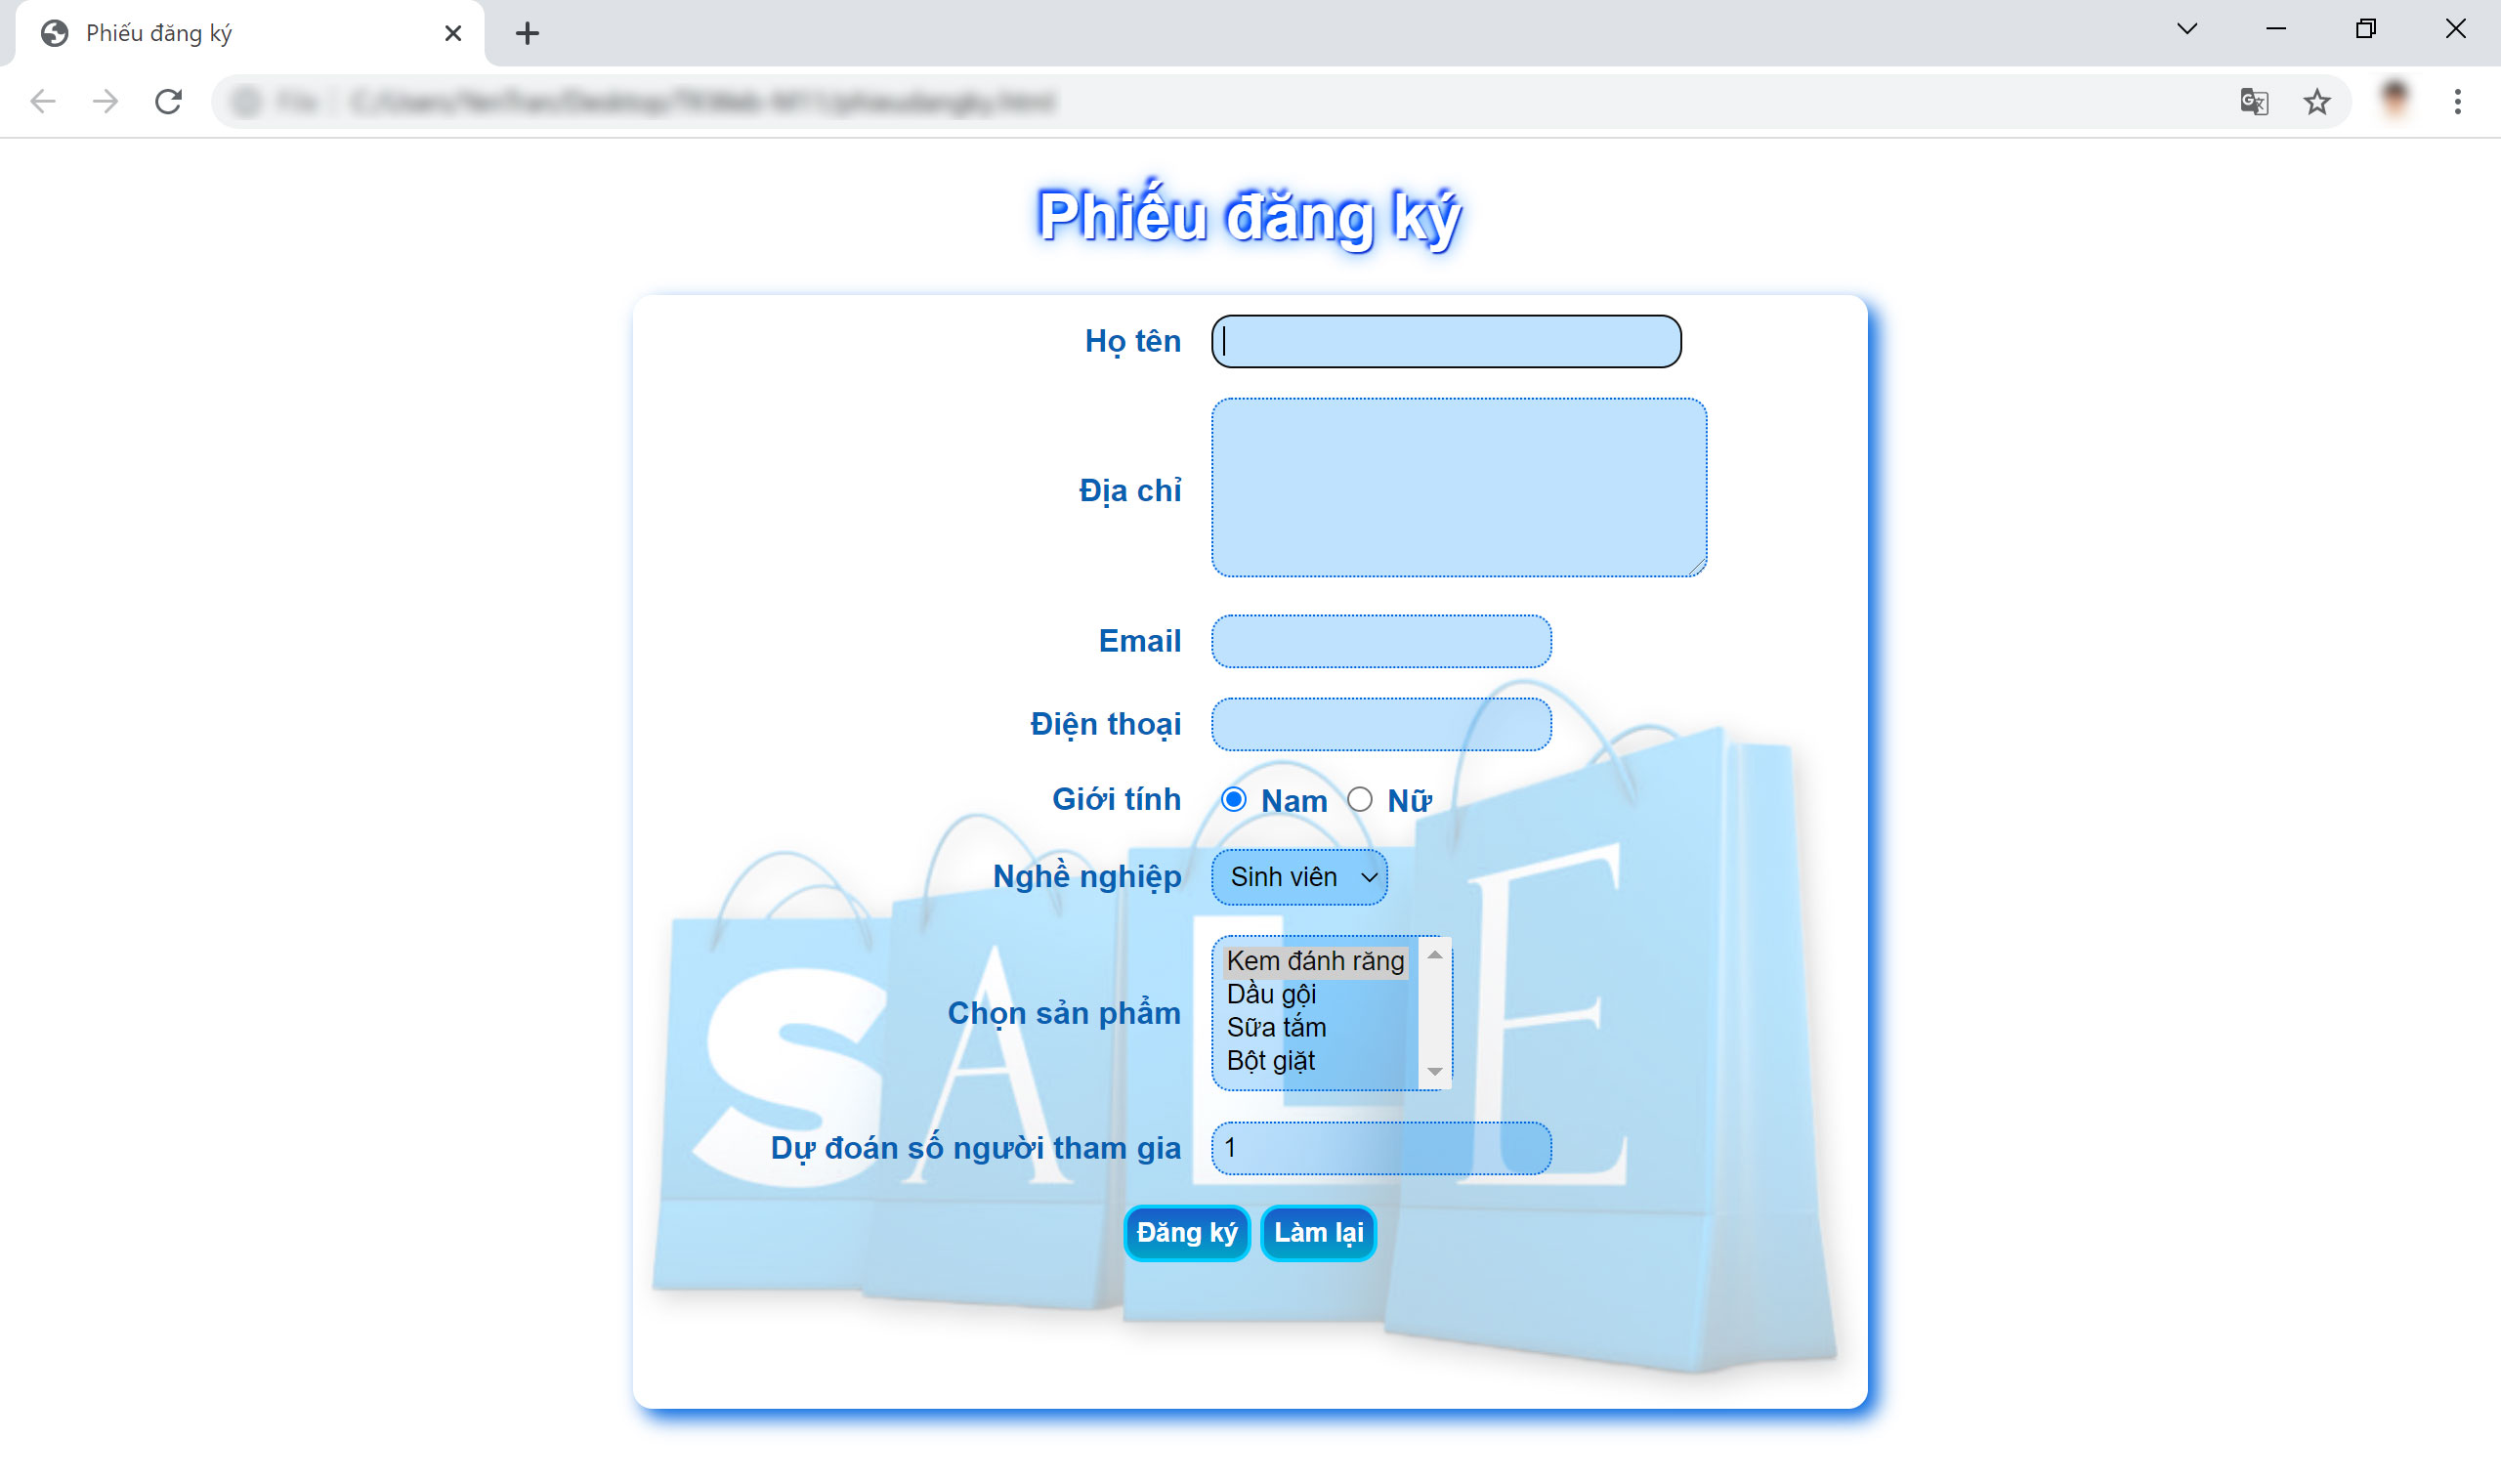 Phiếu đăng ký
Phiếu đăng ký
Họ tên
Địa chỉ
Email
Điện thoại
Giới tính Nam Nữ
Nghề nghiệp Sinh viên
Chọn sản phẩm
Kem đánh răng
Dầu gội
Sữa tắm
Bột giặt
Dự đoán số người tham gia 1
Đăng ký Làm lại
SALE